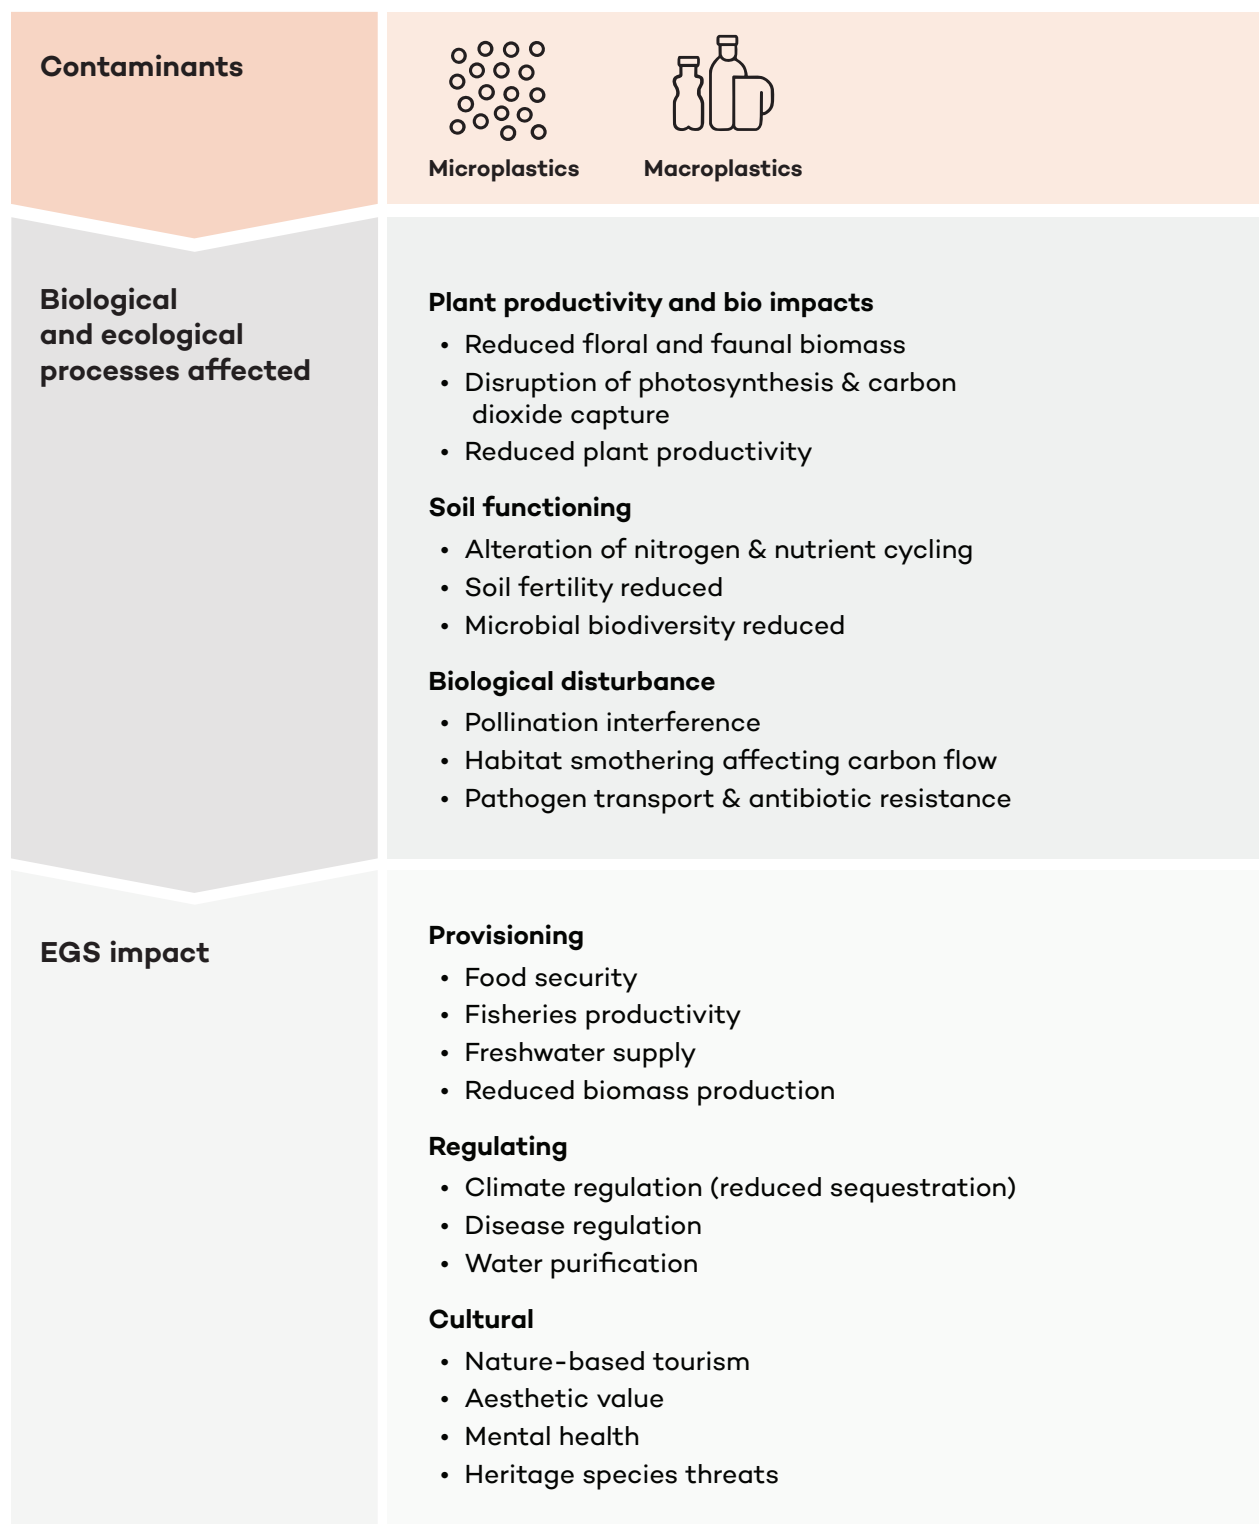 Contaminants
Microplastics
Macroplastics
Biological
and ecological
processes affected
Plant productivity and bio impacts
• Reduced floral and faunal biomass
• Disruption of photosynthesis & carbon
dioxide capture
• Reduced plant productivity
Soil functioning
• Alteration of nitrogen & nutrient cycling
• Soil fertility reduced
• Microbial biodiversity reduced
Biological disturbance
• Pollination interference
• Habitat smothering affecting carbon flow
• Pathogen transport & antibiotic resistance
EGS impact
Provisioning
• Food security
• Fisheries productivity
• Freshwater supply
• Reduced biomass production
Regulating
• Climate regulation (reduced sequestration)
• Disease regulation
• Water purification
Cultural
• Nature-based tourism
• Aesthetic value
• Mental health
• Heritage species threats